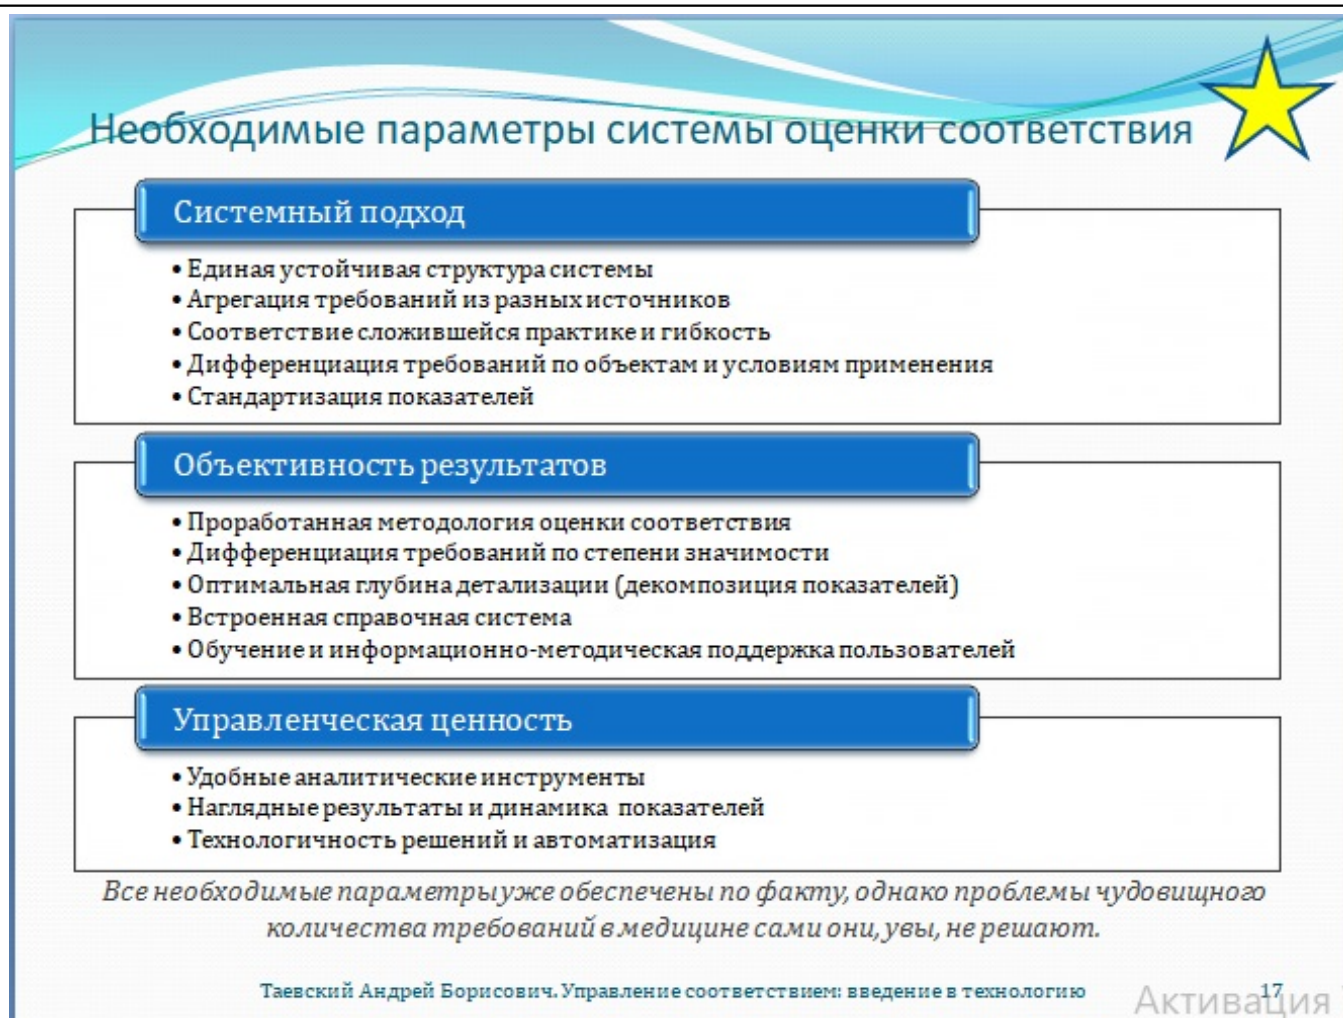 Необходимые параметры системы оценки соответствия
Системный подход
• Единая устойчивая структура системы
• Агрегация требований из разных источников
• Соответствие сложившейся практике и гибкость
• Дифференциация требований по объектам и условиям применения
• Стандартизация показателей
Объективность результатов
• Проработанная методология оценки соответствия
• Дифференциация требований по степени значимости
• Оптимальная глубина детализации (декомпозиция показателей)
• Встроенная справочная система
• Обучение и информационно-методическая поддержка пользователей
Управленческая ценность
• Удобные аналитические инструменты
• Наглядные результаты и динамика показателей
• Технологичность решений и автоматизация
Все необходимые параметры уже обеспечены по факту, однако проблемы чудовищного
количества требований в медицине сами они, увы, не решают.
Таевский Андрей Борисович. Управление соответствием: введение в технологию
17
Активация